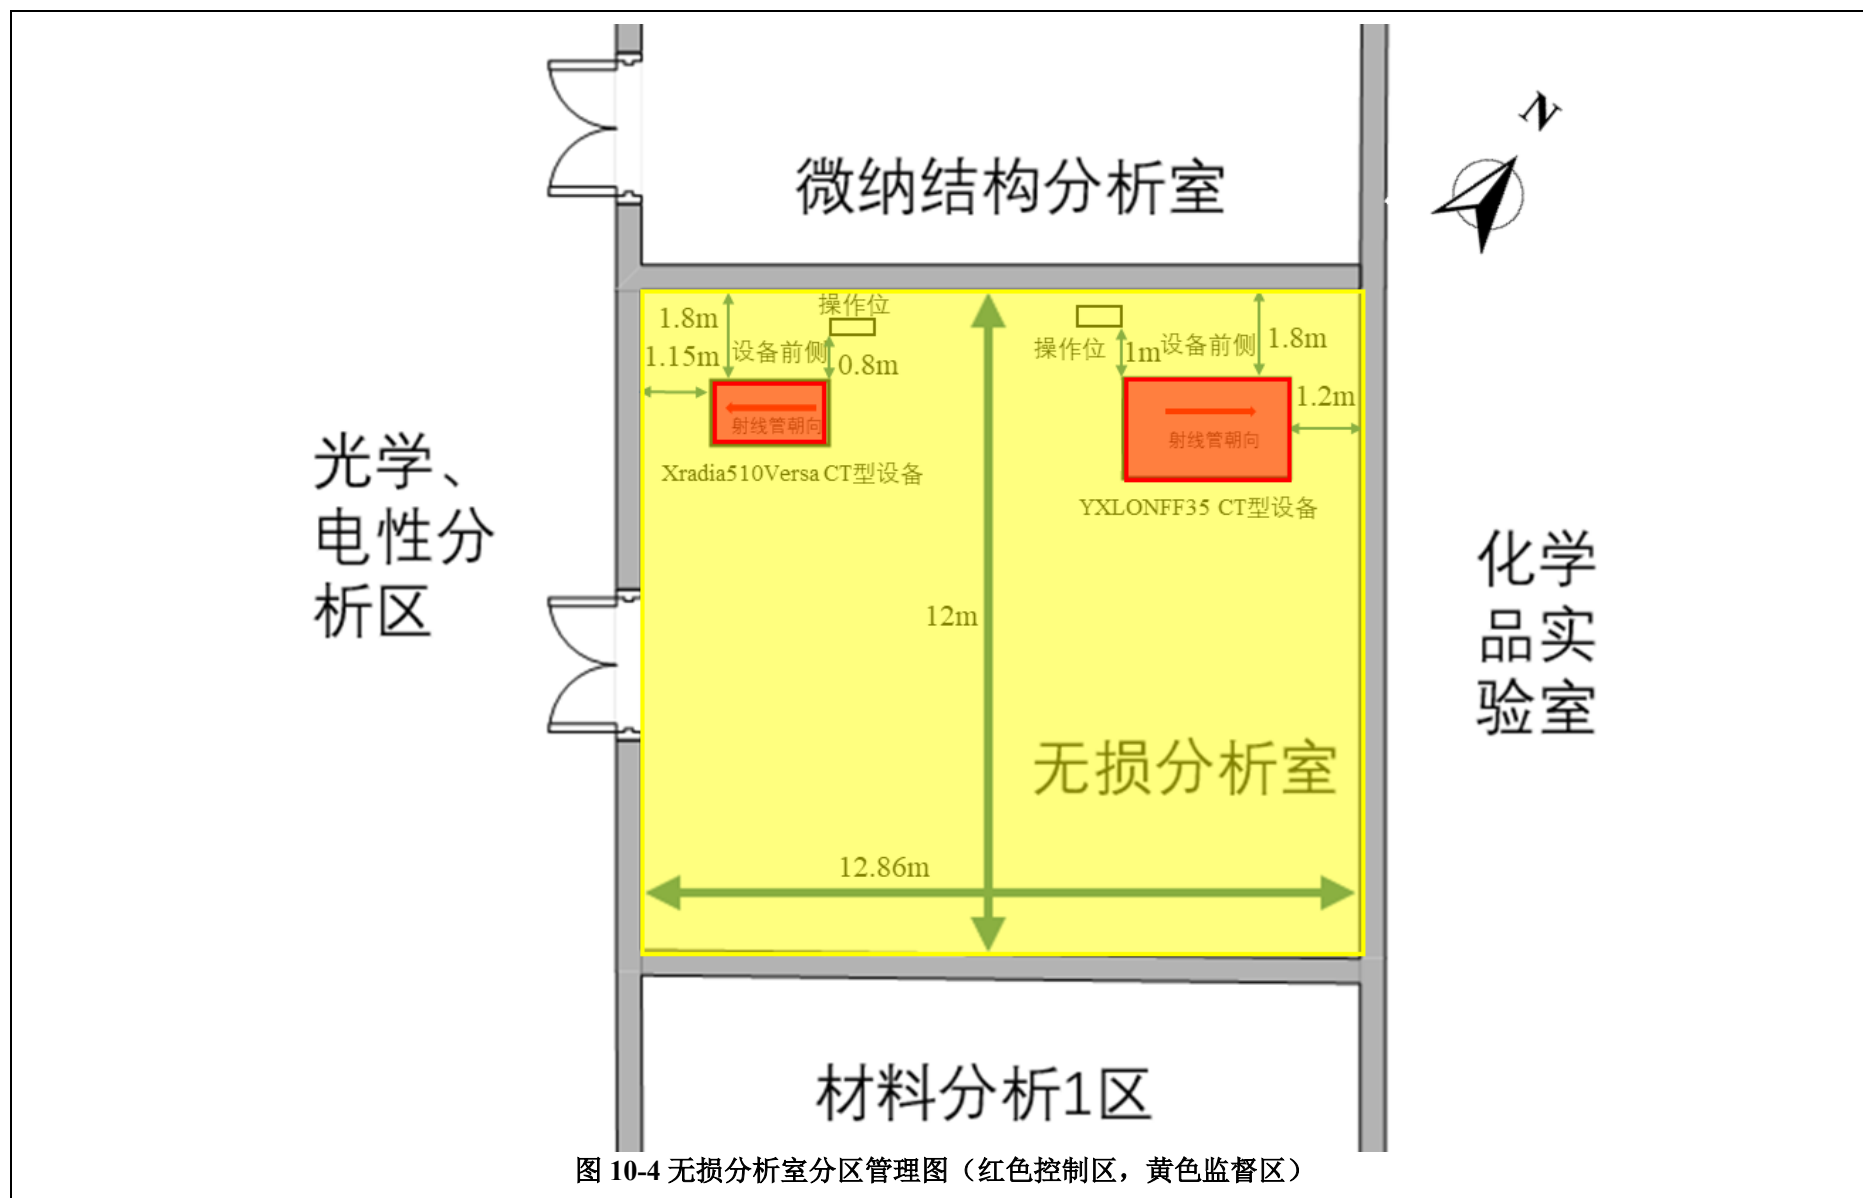 N
微纳结构分析室
操作位
1.8m
1.15m
设备前侧
0.8m
射线管朝向
Xradia510Versa CT型设备
操作位
1m
设备前侧
1.8m
1.2m
射线管朝向
YXLONFF35 CT型设备
光学、
电性分
析区
化学
品实
验室
12m
无损分析室
12.86m
材料分析1区
图 10-4 无损分析室分区管理图（红色控制区，黄色监督区）